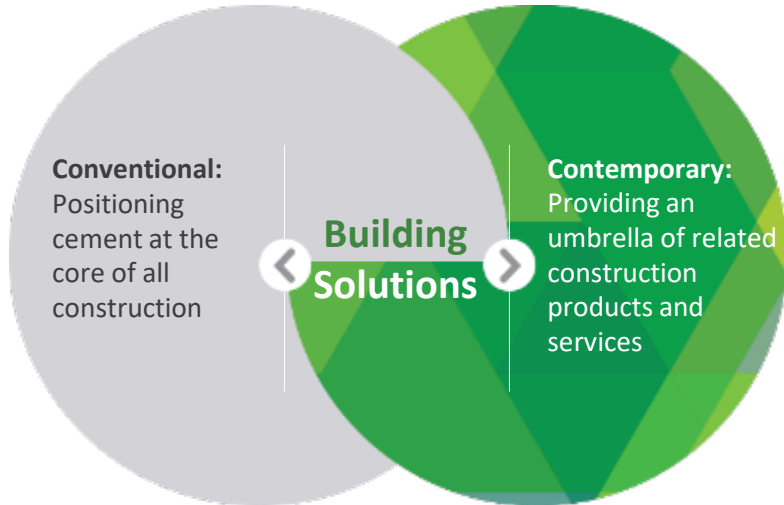 Conventional:
Positioning
cement at the
core of all
construction
Building
Solutions
Contemporary:
Providing an
umbrella of related
construction
products and
services